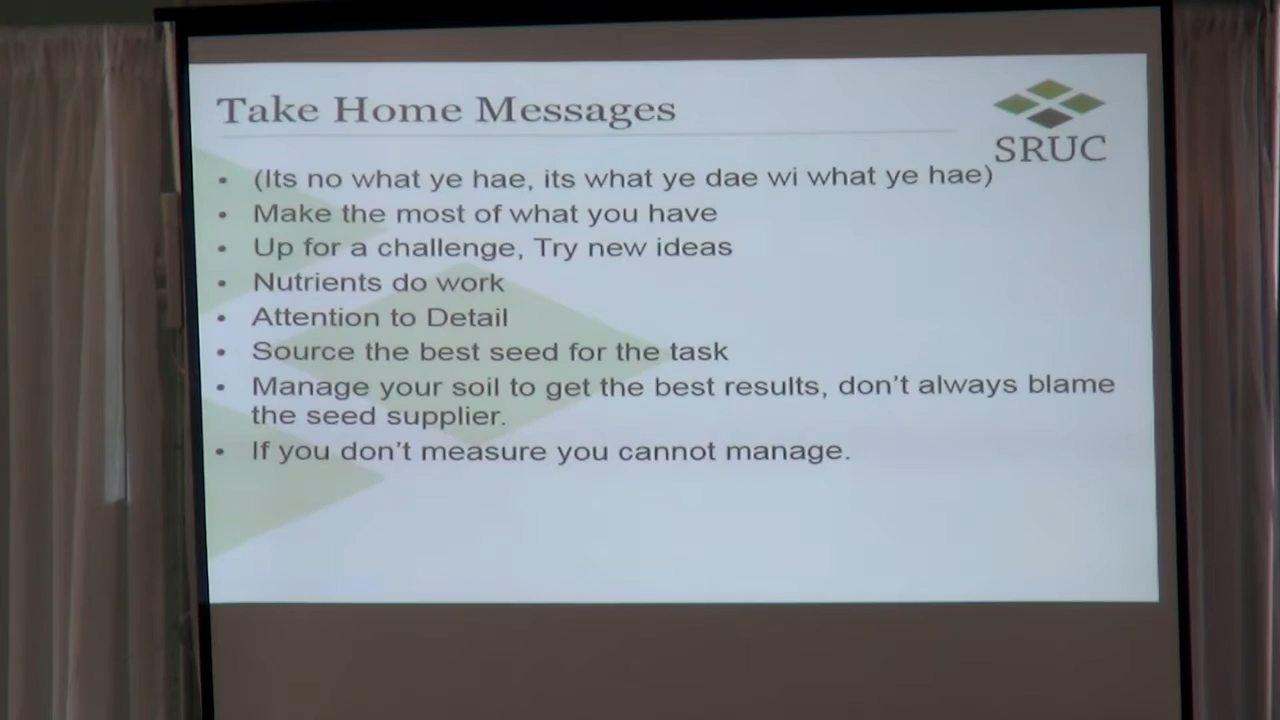 Take Home Messages
SRUC
• (Its no what ye hae, its what ye dae wi what ye hae)
• Make the most of what you have
• Up for a challenge, Try new ideas
• Nutrients do work
• Attention to Detail
• Source the best seed for the task
• Manage your soil to get the best results, don't always blame
the seed supplier.
• If you don't measure you cannot manage.